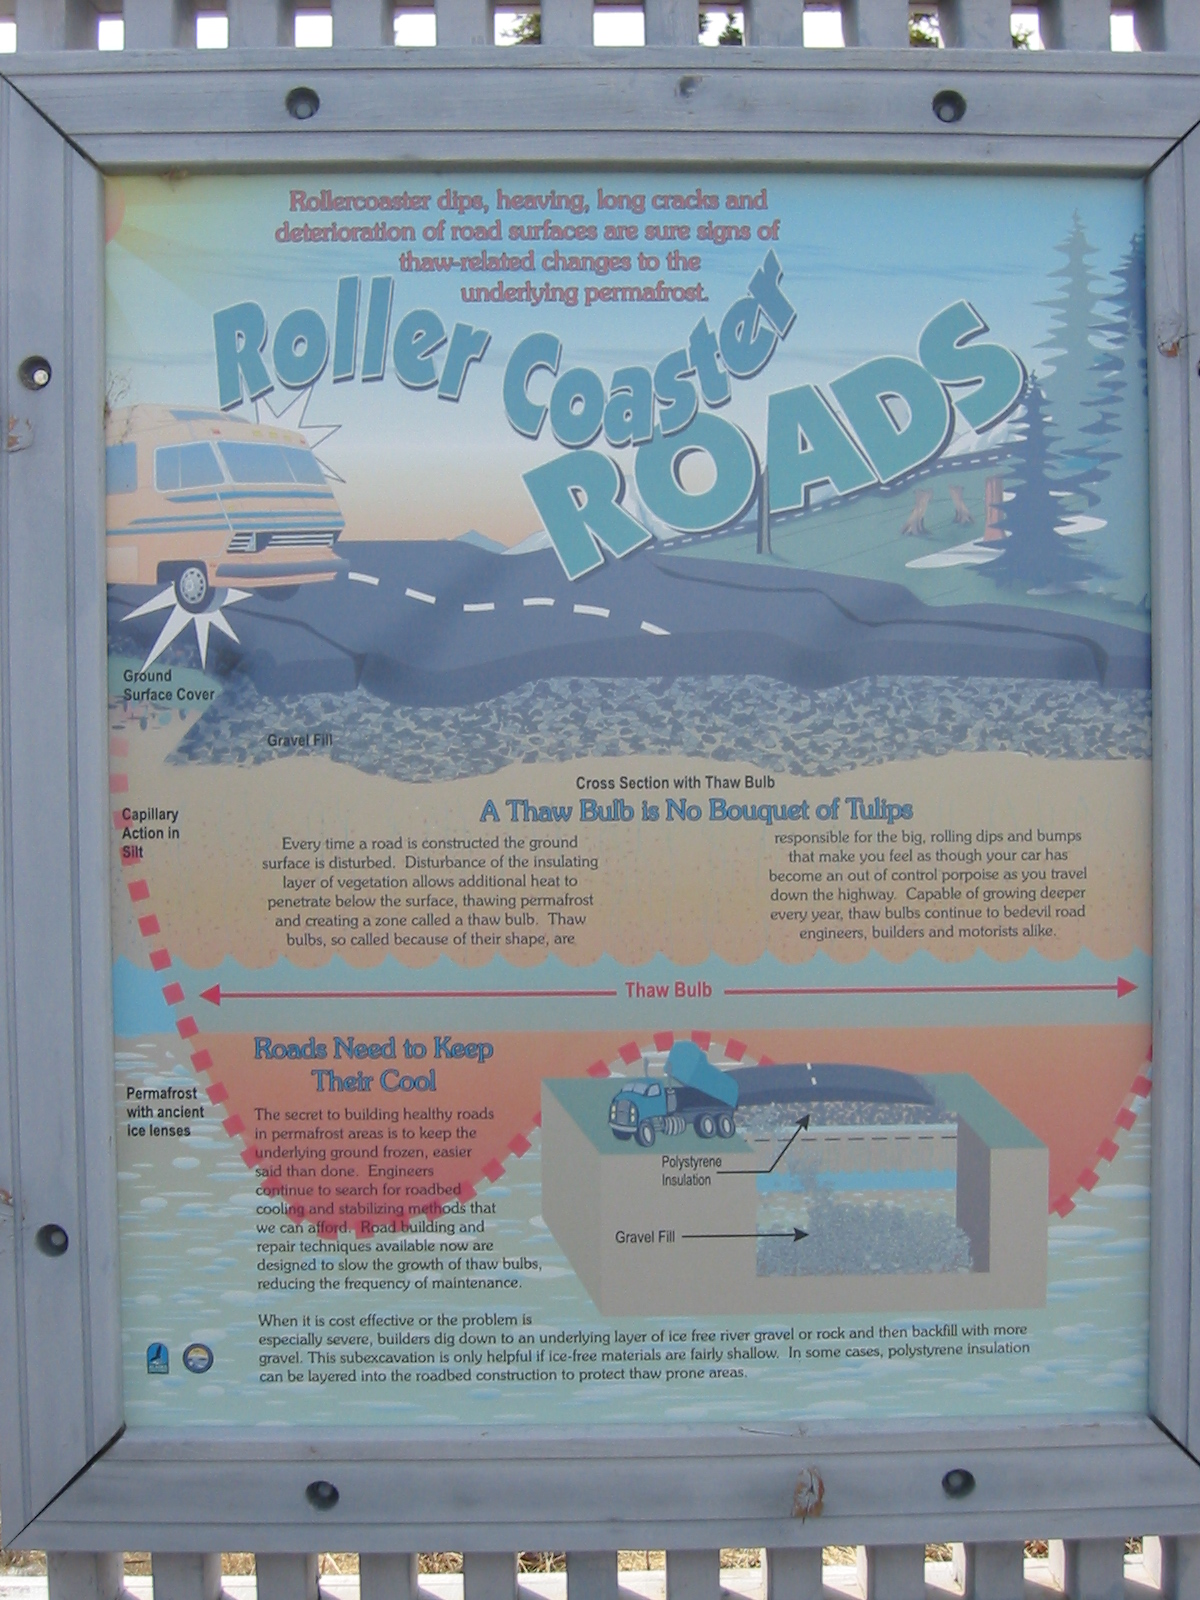 Rollercoaster dips, heaving, long cracks and
deterioration of road surfaces are sure signs of
thaw-related changes to the
underlying permafrost.
Roller Coaster
ROADS
Ground
Surface Cover
Gravel Fill
Capillary
Action in
Silt
Cross Section with Thaw Bulb
A Thaw Bulb is No Bouquet of Tulips
Every time a road is constructed the ground
surface is disturbed. Disturbance of the insulating
layer of vegetation allows additional heat to
penetrate below the surface, thawing permafrost
and creating a zone called a thaw bulb. Thaw
bulbs, so called because of their shape, are
responsible for the big, rolling dips and bumps
that make you feel as though your car has
become an out of control porpoise as you travel
down the highway. Capable of growing deeper
every year, thaw bulbs continue to bedevil road
engineers, builders and motorists alike.
Thaw Bulb
Permafrost
with ancient
ice lenses
Roads Need to Keep
Their Cool
The secret to building healthy roads
in permafrost areas is to keep the
underlying ground frozen, easier
said than done. Engineers
continue to search for roadbed
cooling and stabilizing methods that
we can afford. Road building and
repair techniques available now are
designed to slow the growth of thaw bulbs,
reducing the frequency of maintenance.
Polystyrene
Insulation
Gravel Fill
When it is cost effective or the problem is
especially severe, builders dig down to an underlying layer of ice free river gravel or rock and then backfill with more
gravel. This subexcavation is only helpful if ice-free materials are fairly shallow. In some cases, polystyrene insulation
can be layered into the roadbed construction to protect thaw prone areas.